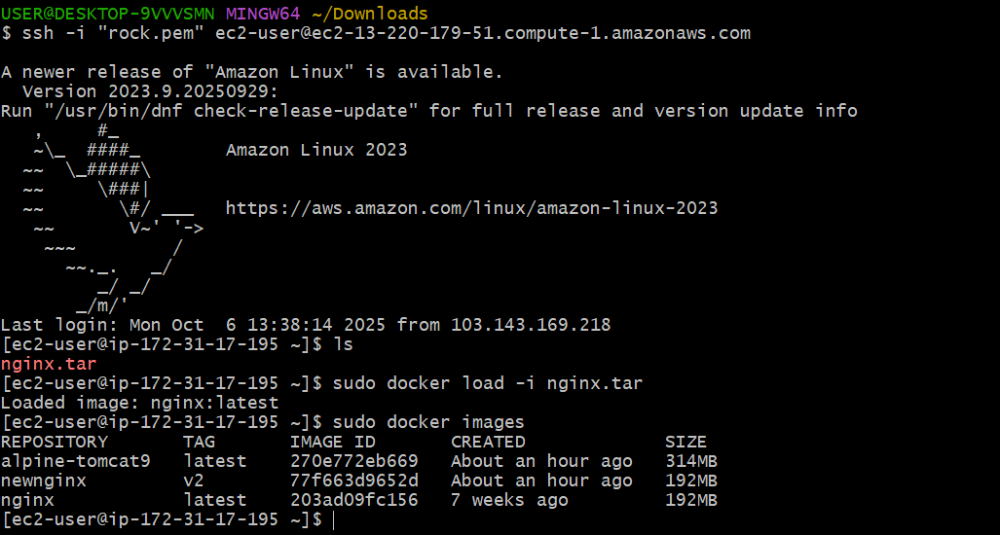 USER@DESKTOP-9VVVSMN MINGW64 ~/Downloads
$ ssh -i "rock.pem" ec2-user@ec2-13-220-179-51.compute-1.amazonaws.com

A newer release of "Amazon Linux" is available.
  Version 2023.9.20250929:
Run "/usr/bin/dnf check-release-update" for full release and version update info
   ,     #_
   ~\_  ####_        Amazon Linux 2023
  ~~  \_#####\
  ~~     \###|
  ~~       \#/ ___   https://aws.amazon.com/linux/amazon-linux-2023
   ~~       V~' '->
    ~~~         /
      ~~._.   _/
         _/ _/
       _/m/'
Last login: Mon Oct  6 13:38:14 2025 from 103.143.169.218
[ec2-user@ip-172-31-17-195 ~]$ ls
nginx.tar
[ec2-user@ip-172-31-17-195 ~]$ sudo docker load -i nginx.tar
Loaded image: nginx:latest
[ec2-user@ip-172-31-17-195 ~]$ sudo docker images
REPOSITORY       TAG       IMAGE ID       CREATED             SIZE
alpine-tomcat9   latest    270e772eb669   About an hour ago   314MB
newnginx         v2        77f663d9652d   About an hour ago   192MB
nginx            latest    203ad09fc156   7 weeks ago         192MB
[ec2-user@ip-172-31-17-195 ~]$